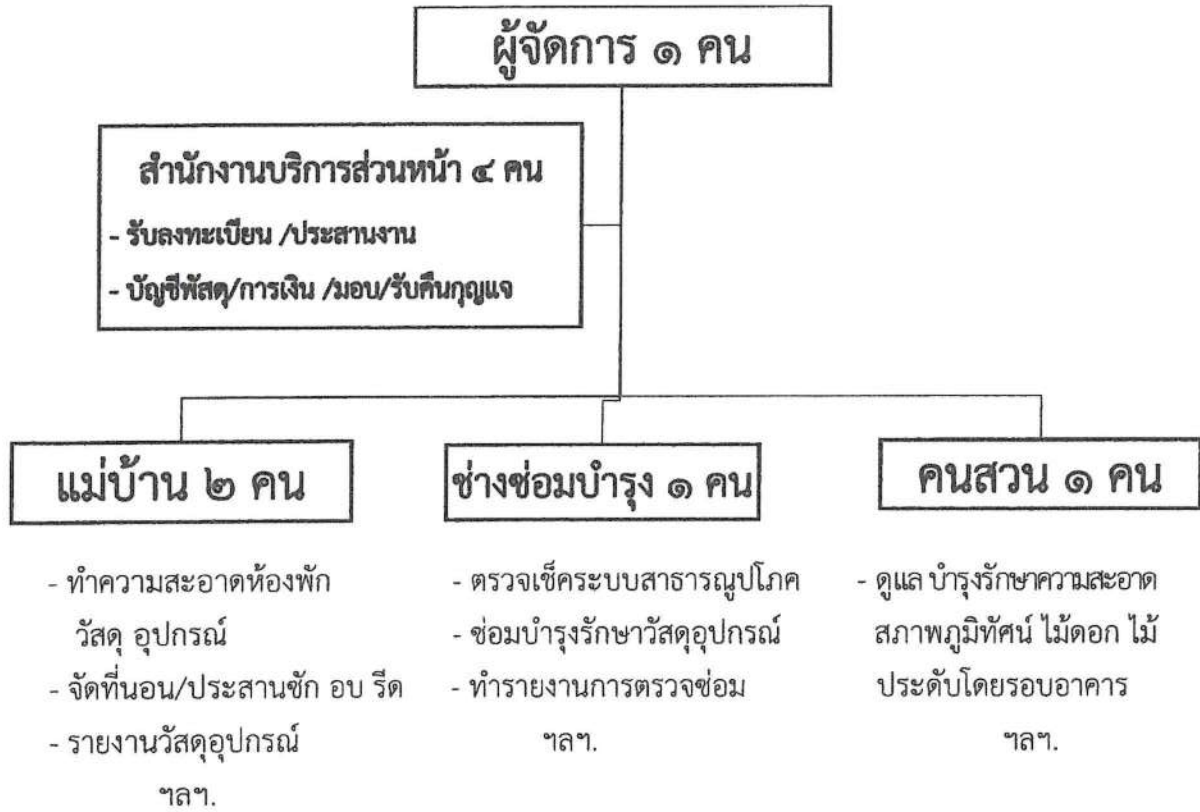 ผู้จัดการ ๑ คน
สำนักงานบริการส่วนหน้า ๔ คน
- รับลงทะเบียน /ประสานงาน
- บัญชีพัสดุ/การเงิน /มอบ/รับคืนกุญแจ
แม่บ้าน ๒ คน
- ทำความสะอาดห้องพัก
วัสดุ อุปกรณ์
- จัดที่นอน/ประสานซัก อบ รีด
- รายงานวัสดุอุปกรณ์
ฯลฯ.
ช่างซ่อมบำรุง ๑ คน
- ตรวจเช็คระบบสาธารณูปโภค
- ซ่อมบำรุงรักษาวัสดุอุปกรณ์
- ทำรายงานการตรวจซ่อม
ฯลฯ.
คนสวน ๑ คน
- ดูแล บำรุงรักษาความสะอาด
สภาพภูมิทัศน์ ไม้ดอก ไม้
ประดับโดยรอบอาคาร
ฯลฯ.